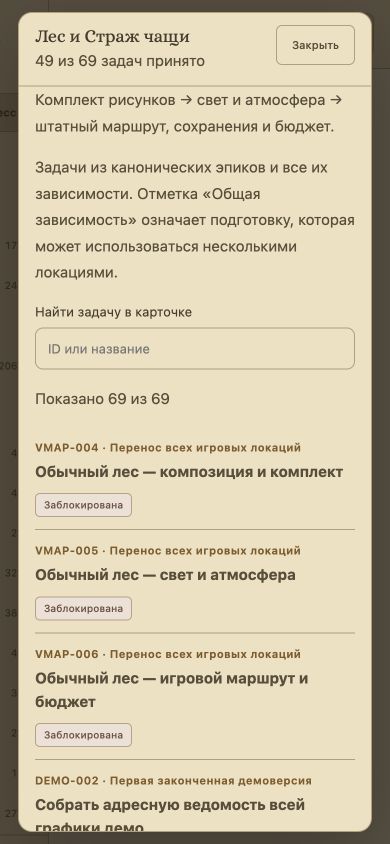 Лес и Страж чащи
49 из 69 задач принято
Закрыть
Комплект рисунков → свет и атмосфера →
штатный маршрут, сохранения и бюджет.
Задачи из канонических эпиков и все их
зависимости. Отметка «Общая
зависимость» означает подготовку, которая
может использоваться несколькими
локациями.
Найти задачу в карточке
ID или название
Показано 69 из 69
VMAP-004 · Перенос всех игровых локаций
Обычный лес — композиция и комплект
Заблокирована
VMAP-005 · Перенос всех игровых локаций
Обычный лес — свет и атмосфера
Заблокирована
VMAP-006 · Перенос всех игровых локаций
Обычный лес — игровой маршрут и
бюджет
Заблокирована
DEMO-002 · Первая законченная демоверсия
Собрать адресную ведомость всей
графики демо